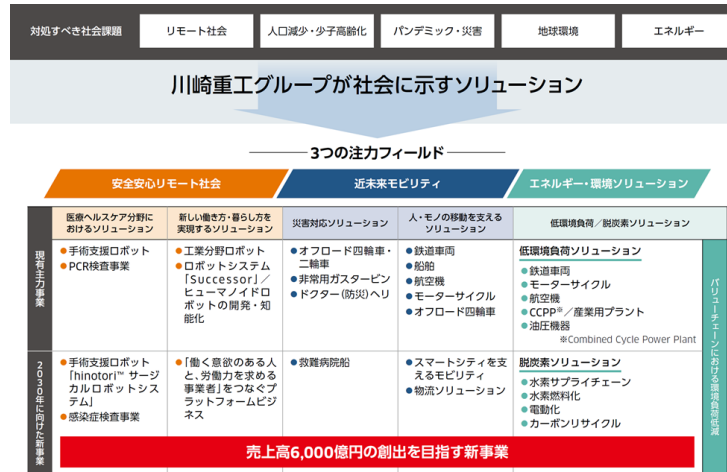 対処すべき社会課題
リモート社会
人口減少・少子高齢化
パンデミック・災害
地球環境
エネルギー
川崎重工グループが社会に示すソリューション
3つの注力フィールド
安全安心リモート社会
近未来モビリティ
エネルギー・環境ソリューション
医療ヘルスケア分野に
おけるソリューション
新しい働き方・暮らし方を
実現するソリューション
災害対応ソリューション
人・モノの移動を支える
ソリューション
低環境負荷／脱炭素ソリューション
現有主力事業
●手術支援ロボット
●PCR検査事業
●工業分野ロボット
●ロボットシステム
「Successor」／
ヒューマノイドロ
ボットの開発・知
能化
●オフロード四輪車・
二輪車
●非常用ガスタービン
●ドクター（防災）ヘリ
●鉄道車両
●船舶
●航空機
●モーターサイクル
●オフロード四輪車
低環境負荷ソリューション
●鉄道車両
●モーターサイクル
●航空機
●CCPP※／産業用プラント
●油圧機器
※Combined Cycle Power Plant
2030年に向けた新事業
●手術支援ロボット
「hinotori™ サージ
カルロボットシス
テム」
●感染症検査事業
●「働く意欲のある人
と、労働力を求める
事業者」をつなぐプ
ラットフォームビジ
ネス
●救難病院船
●スマートシティを支
えるモビリティ
●物流ソリューション
脱炭素ソリューション
●水素サプライチェーン
●水素燃料化
●電動化
●カーボンリサイクル
バリューチェーンにおける環境負荷低減
売上高6,000億円の創出を目指す新事業